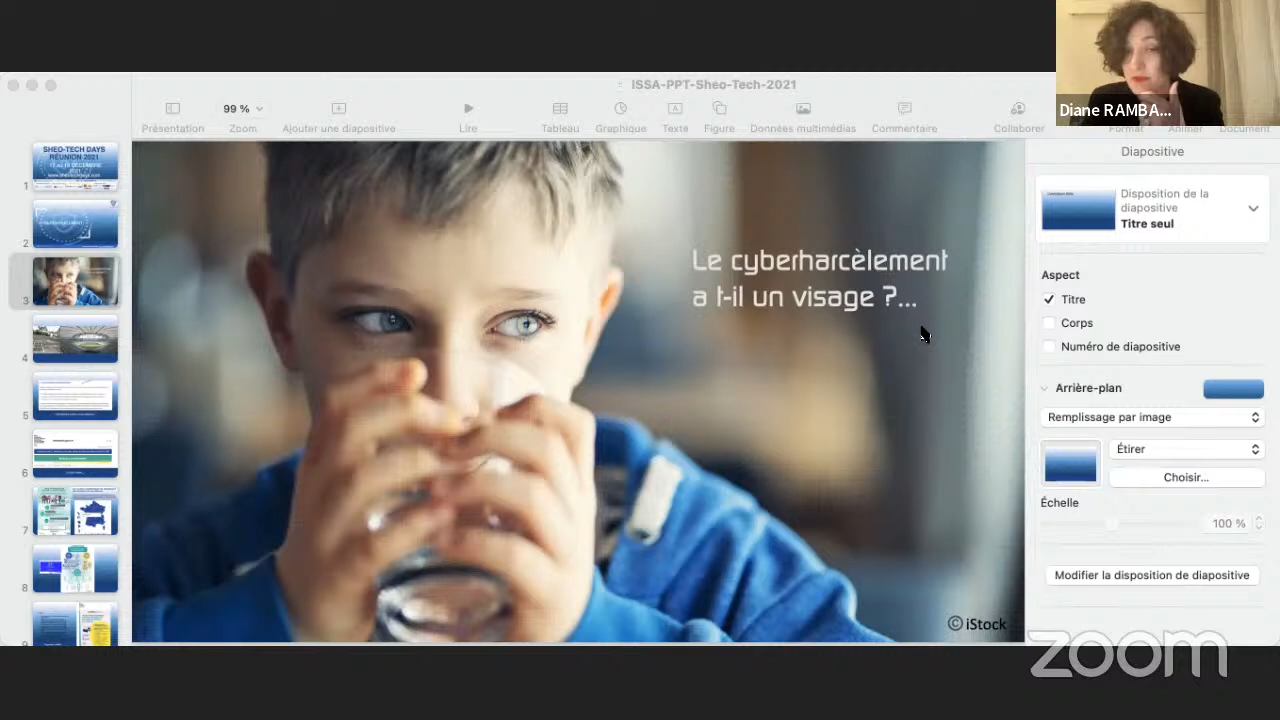 ISSA-PPT-Sheo-Tech-2021
99 %
Présentation
Zoom
Ajouter une diapositive
Lire
Tableau
Graphique
Texte
Figure
Données multimédias
Commentaire
Collaborer
Format
Animer
Document
Diane RAMBA...
Diapositive
Disposition de la
diapositive
Titre seul
Aspect
Titre
Corps
Numéro de diapositive
Arrière-plan
Remplissage par image
Étirer
Choisir...
Échelle
100 %
Modifier la disposition de diapositive
SHEO-TECH DAYS
RÉUNION 2021
1
2
3
4
5
6
7
8
Le cyberharcèlement
a t-il un visage ?...
© iStock
zoom